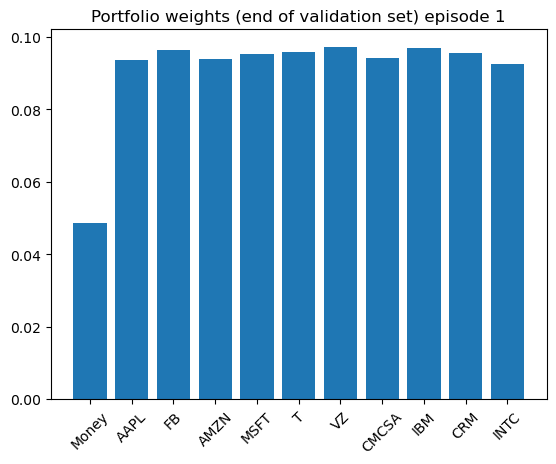 Portfolio weights (end of validation set) episode 1
0.10
0.08
0.06
0.04
0.02
0.00
Money
AAPL
FB
AMZN
MSFT
T
VZ
CMCSA
IBM
CRM
INTC